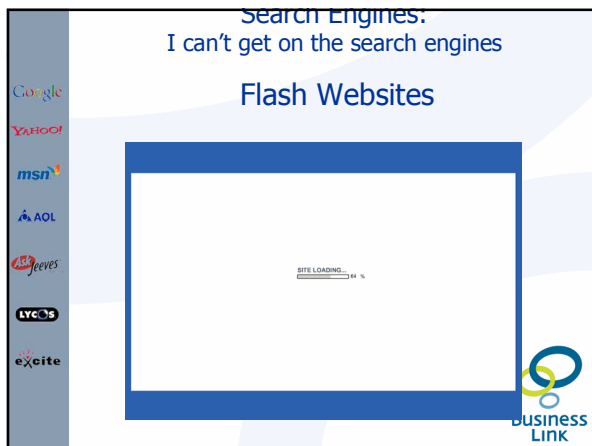 Search Engines:
I can't get on the search engines
Flash Websites
Google
YAHOO!
msn
AOL
Ask
Jeeves
LYCOS
excite
SITE LOADING...
64 %
BUSINESS
LINK